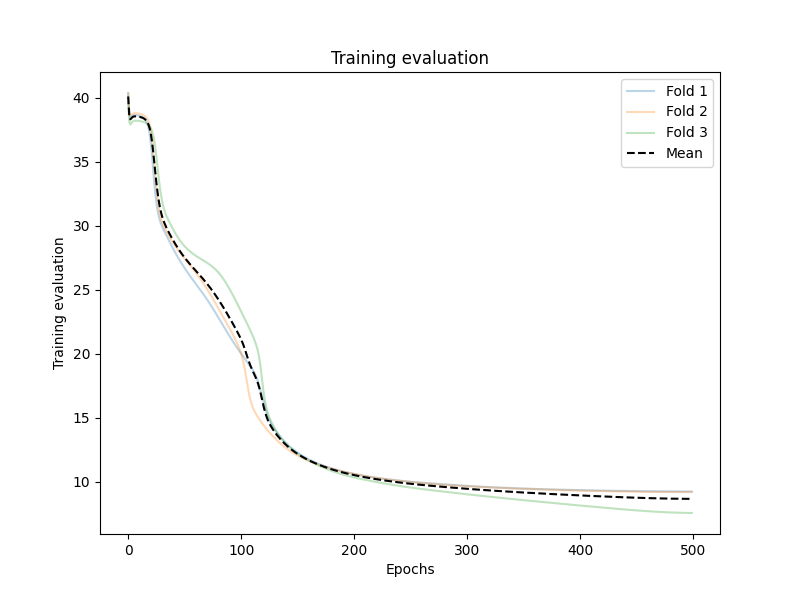 Training evaluation
Fold 1
Fold 2
Fold 3
Mean
Training evaluation
40
35
30
25
20
15
10
0 100 200 300 400 500
Epochs